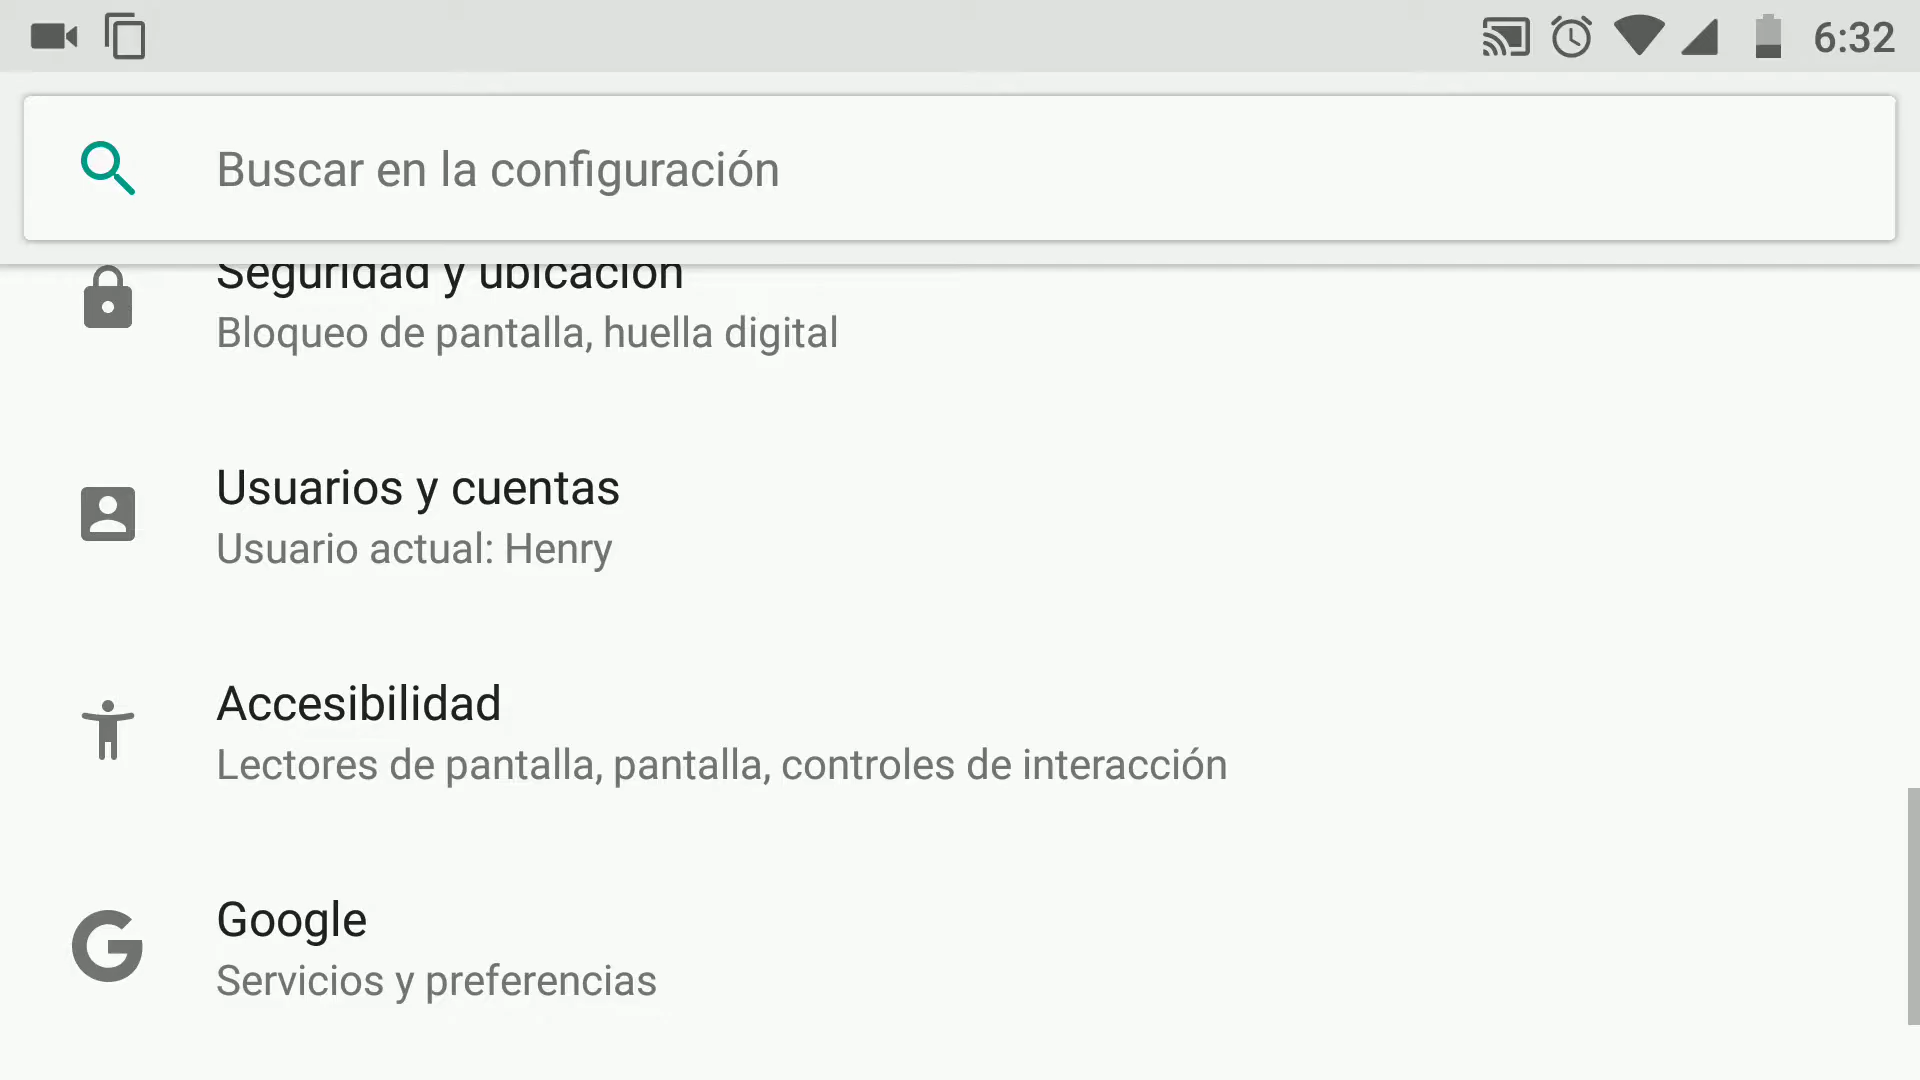 6:32
Buscar en la configuración
Seguridad y ubicación
Bloqueo de pantalla, huella digital
Usuarios y cuentas
Usuario actual: Henry
Accesibilidad
Lectores de pantalla, pantalla, controles de interacción
Google
Servicios y preferencias